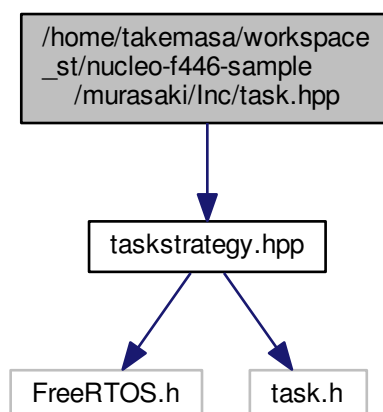 /home/takemasa/workspace
_st/nucleo-f446-sample
/murasaki/Inc/task.hpp
taskstrategy.hpp
FreeRTOS.h
task.h